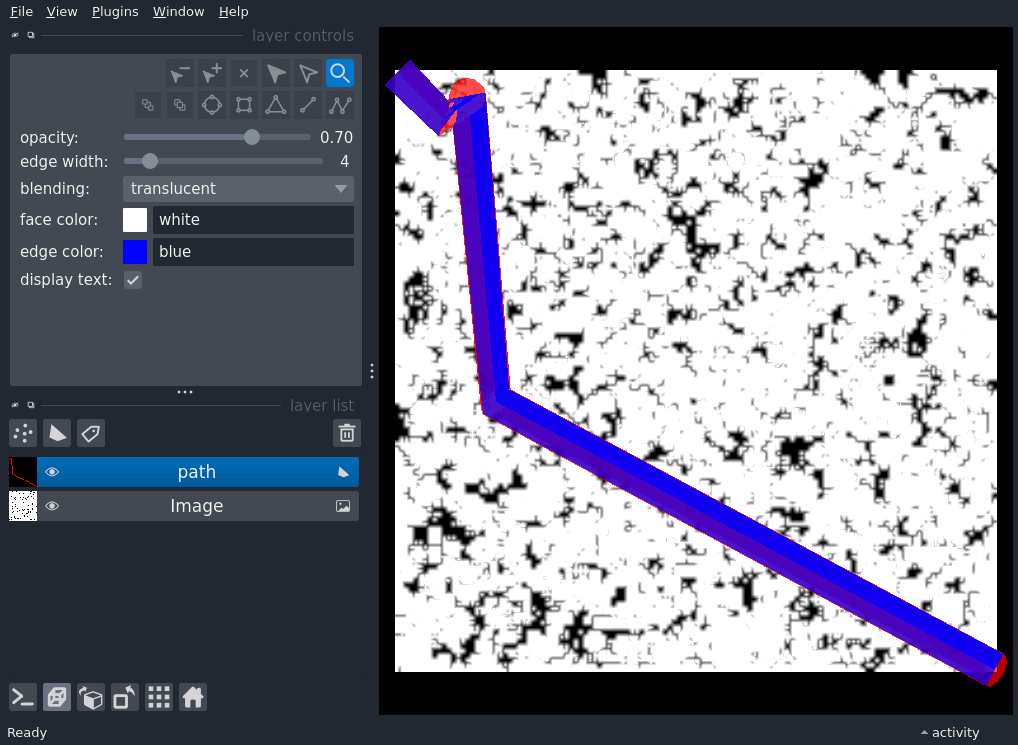 File View Plugins Window Help
layer controls
opacity: 0.70
edge width: 4
blending: translucent
face color: white
edge color: blue
display text:
layer list
path
Image
Ready
activity